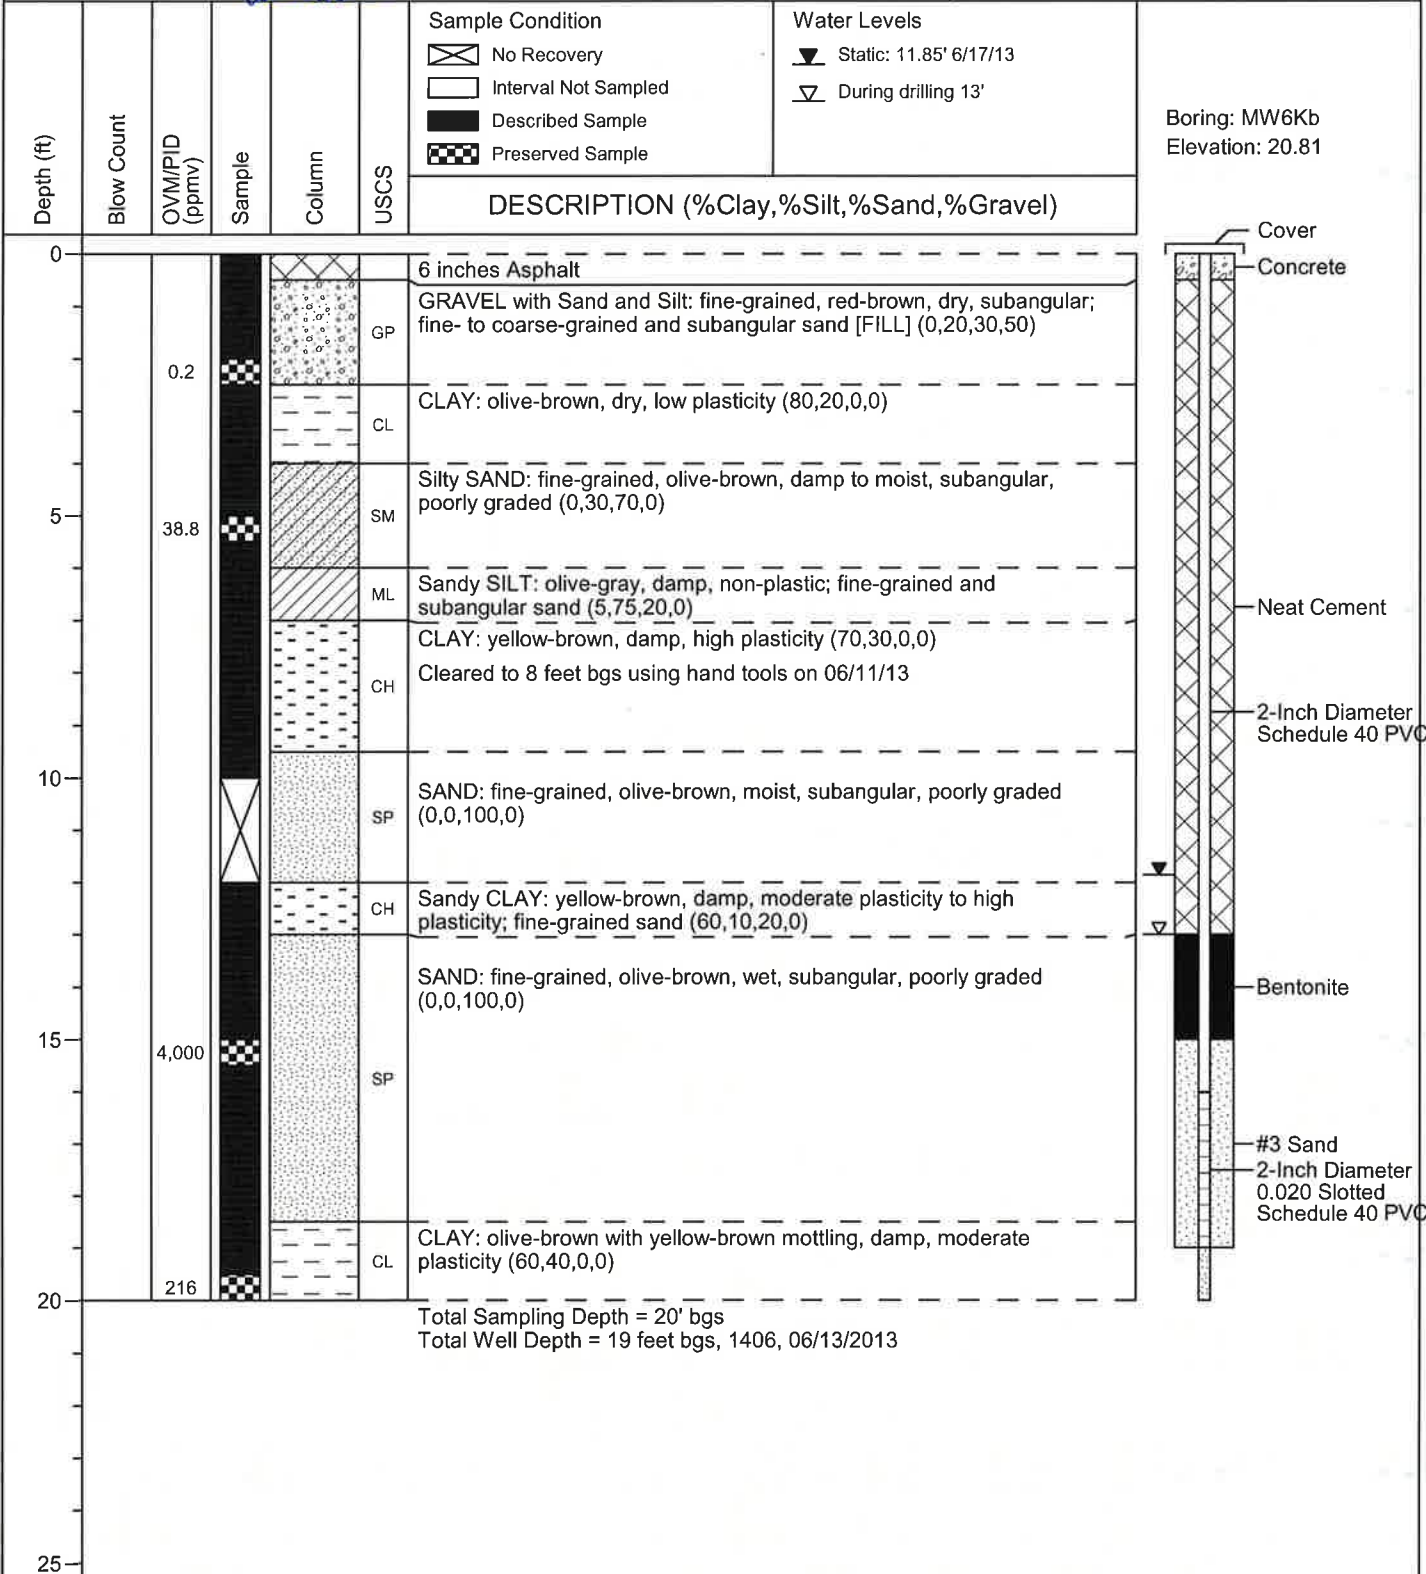 Sample Condition
No Recovery
Interval Not Sampled
Described Sample
Preserved Sample
Water Levels
Static: 11.85' 6/17/13
During drilling 13'
Boring: MW6Kb
Elevation: 20.81
Depth (ft)
Blow Count
OVM/PID
(ppmv)
Sample
Column
USCS
DESCRIPTION (%Clay,%Silt,%Sand,%Gravel)
Cover
0
6 inches Asphalt
Concrete
GRAVEL with Sand and Silt: fine-grained, red-brown, dry, subangular;
fine- to coarse-grained and subangular sand [FILL] (0,20,30,50)
GP
0.2
CLAY: olive-brown, dry, low plasticity (80,20,0,0)
CL
Silty SAND: fine-grained, olive-brown, damp to moist, subangular,
poorly graded (0,30,70,0)
SM
5
38.8
Sandy SILT: olive-gray, damp, non-plastic; fine-grained and
subangular sand (5,75,20,0)
ML
Neat Cement
CLAY: yellow-brown, damp, high plasticity (70,30,0,0)
Cleared to 8 feet bgs using hand tools on 06/11/13
CH
2-Inch Diameter
Schedule 40 PVC
10
SAND: fine-grained, olive-brown, moist, subangular, poorly graded
(0,0,100,0)
SP
Sandy CLAY: yellow-brown, damp, moderate plasticity to high
plasticity; fine-grained sand (60,10,20,0)
CH
SAND: fine-grained, olive-brown, wet, subangular, poorly graded
(0,0,100,0)
Bentonite
15
4,000
SP
#3 Sand
2-Inch Diameter
0.020 Slotted
Schedule 40 PVC
CLAY: olive-brown with yellow-brown mottling, damp, moderate
plasticity (60,40,0,0)
CL
216
20
Total Sampling Depth = 20' bgs
Total Well Depth = 19 feet bgs, 1406, 06/13/2013
25